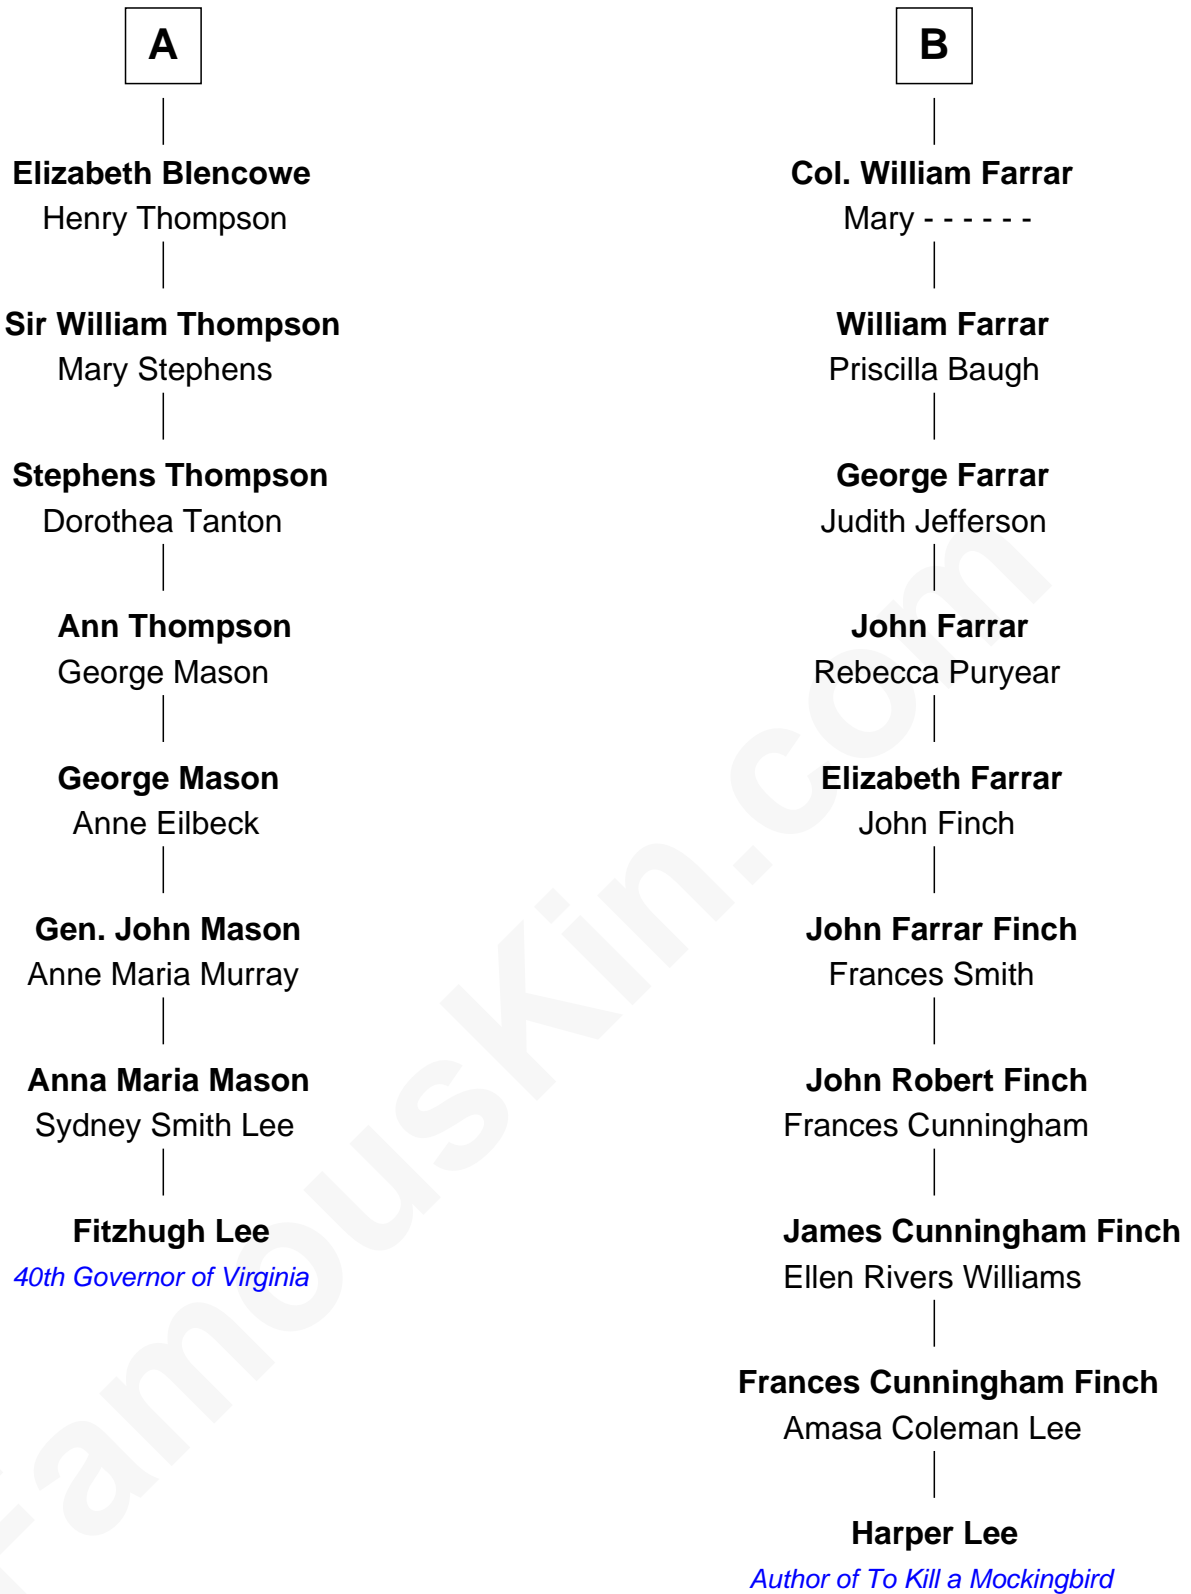 A
Elizabeth Blencowe
Henry Thompson
Sir William Thompson
Mary Stephens
Stephens Thompson
Dorothea Tanton
Ann Thompson
George Mason
George Mason
Anne Eilbeck
Gen. John Mason
Anne Maria Murray
Anna Maria Mason
Sydney Smith Lee
Fitzhugh Lee
40th Governor of Virginia
B
Col. William Farrar
Mary - - - - - -
William Farrar
Priscilla Baugh
George Farrar
Judith Jefferson
John Farrar
Rebecca Puryear
Elizabeth Farrar
John Finch
John Farrar Finch
Frances Smith
John Robert Finch
Frances Cunningham
James Cunningham Finch
Ellen Rivers Williams
Frances Cunningham Finch
Amasa Coleman Lee
Harper Lee
Author of To Kill a Mockingbird
FamousKin.com